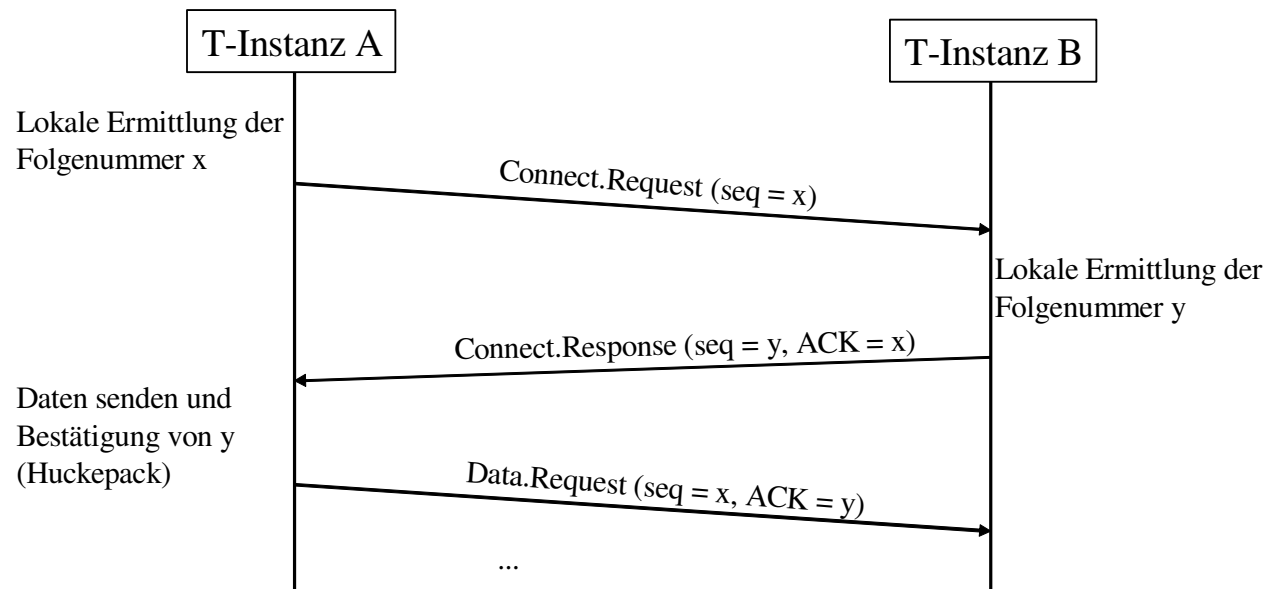 T-Instanz A
T-Instanz B
Lokale Ermittlung der
Folgenummer x
Connect.Request (seq = x)
Lokale Ermittlung der
Folgenummer y
Connect.Response (seq = y, ACK = x)
Daten senden und
Bestätigung von y
(Huckepack)
Data.Request (seq = x, ACK = y)
...